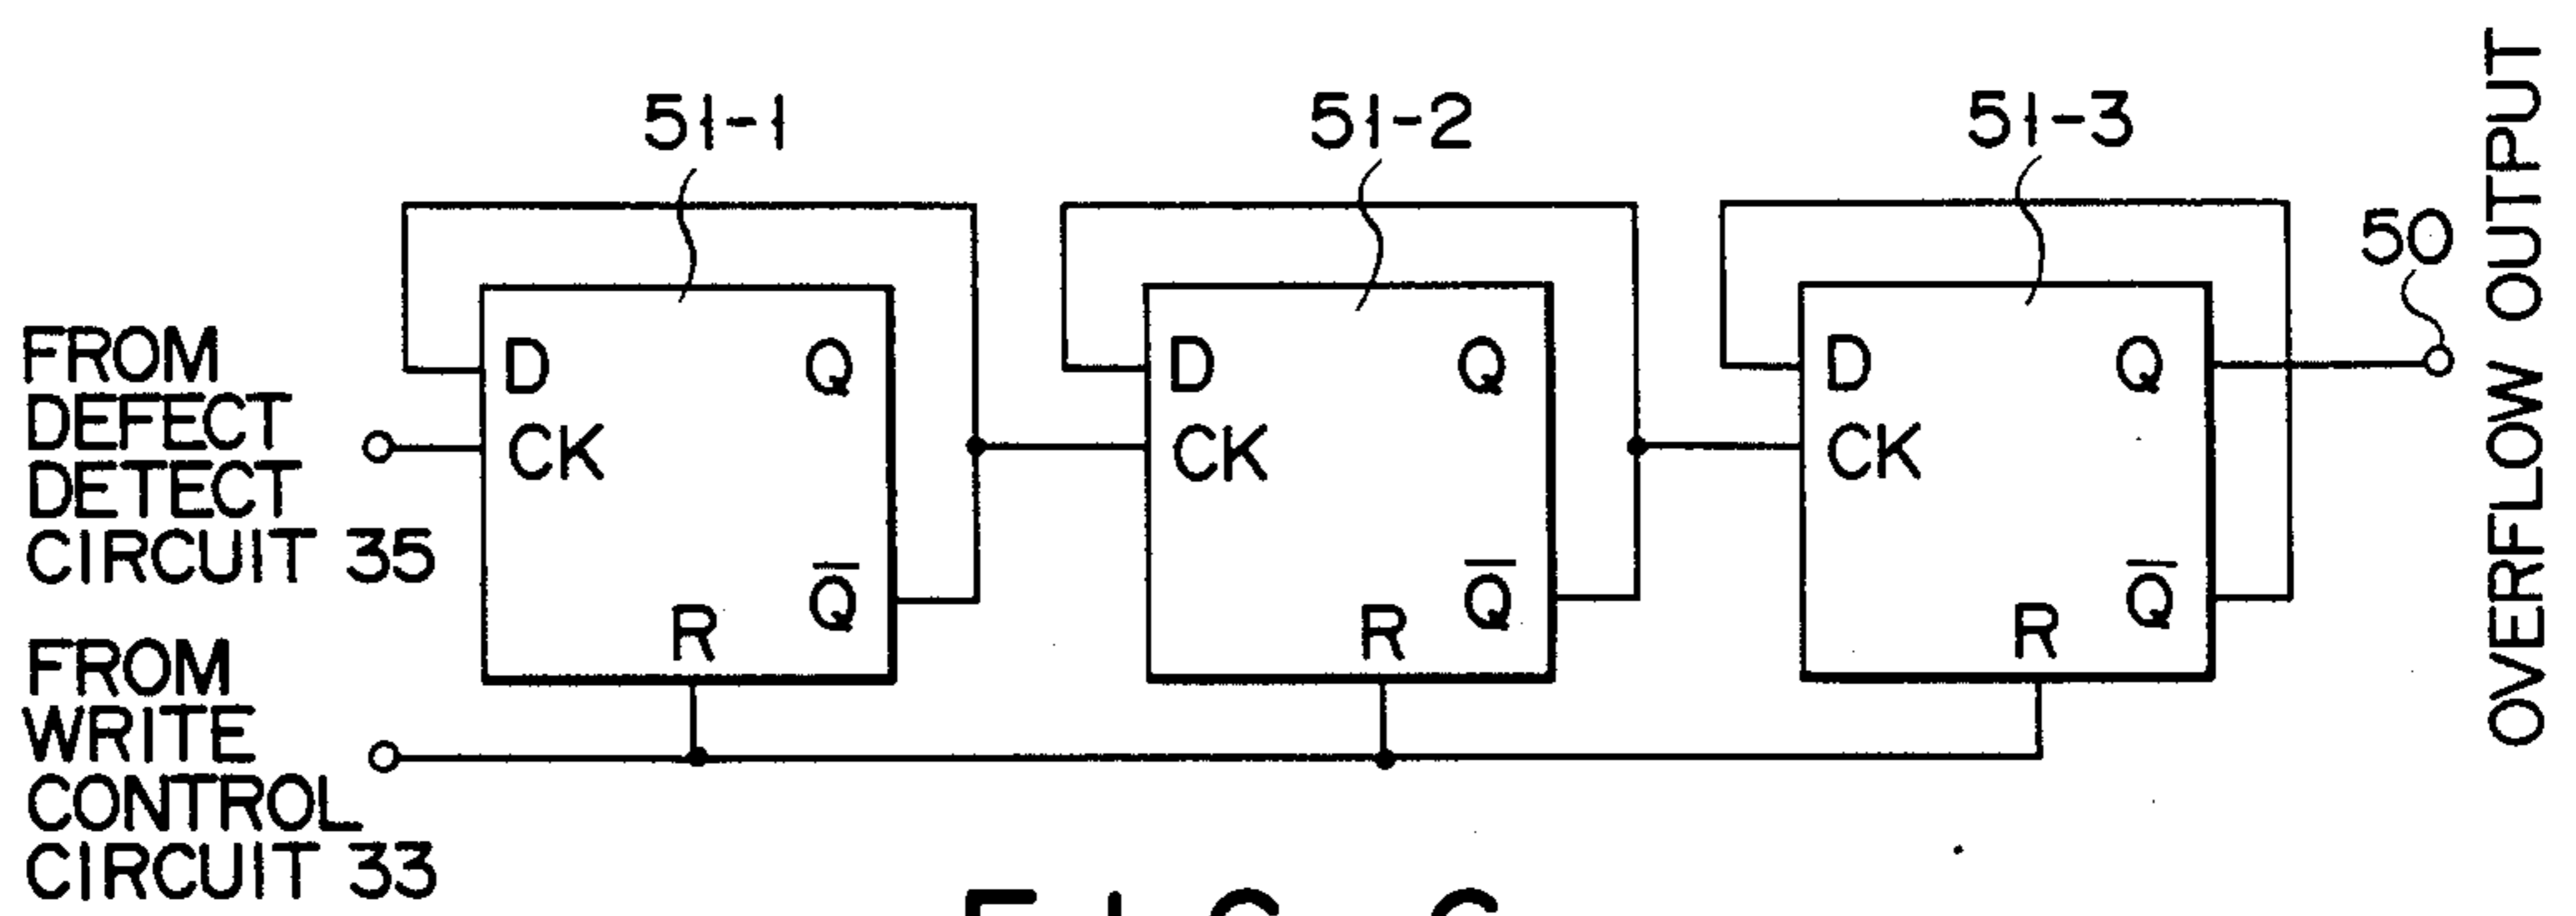 51-1
51-2
51-3
50
OVERFLOW OUTPUT
FROM
DEFECT
DETECT
CIRCUIT 35
D
Q
CK
R
Q̅
D
Q
CK
R
Q̅
D
Q
CK
R
Q̅
FROM
WRITE
CONTROL
CIRCUIT 33